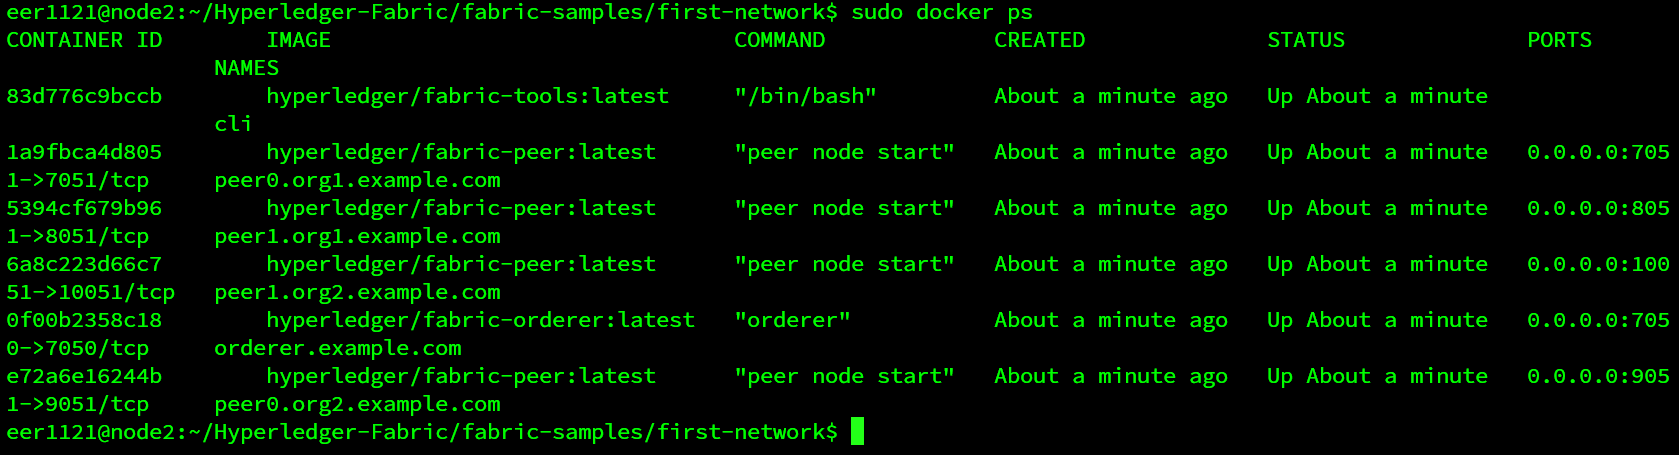 eer1121@node2:~/Hyperledger-Fabric/fabric-samples/first-network$ sudo docker ps
CONTAINER ID        IMAGE                               COMMAND             CREATED              STATUS              PORTS
                NAMES
83d776c9bccb        hyperledger/fabric-tools:latest     "/bin/bash"         About a minute ago   Up About a minute
                cli
1a9fbca4d805        hyperledger/fabric-peer:latest      "peer node start"   About a minute ago   Up About a minute   0.0.0.0:705
1->7051/tcp     peer0.org1.example.com
5394cf679b96        hyperledger/fabric-peer:latest      "peer node start"   About a minute ago   Up About a minute   0.0.0.0:805
1->8051/tcp     peer1.org1.example.com
6a8c223d66c7        hyperledger/fabric-peer:latest      "peer node start"   About a minute ago   Up About a minute   0.0.0.0:100
51->10051/tcp   peer1.org2.example.com
0f00b2358c18        hyperledger/fabric-orderer:latest   "orderer"           About a minute ago   Up About a minute   0.0.0.0:705
0->7050/tcp     orderer.example.com
e72a6e16244b        hyperledger/fabric-peer:latest      "peer node start"   About a minute ago   Up About a minute   0.0.0.0:905
1->9051/tcp     peer0.org2.example.com
eer1121@node2:~/Hyperledger-Fabric/fabric-samples/first-network$